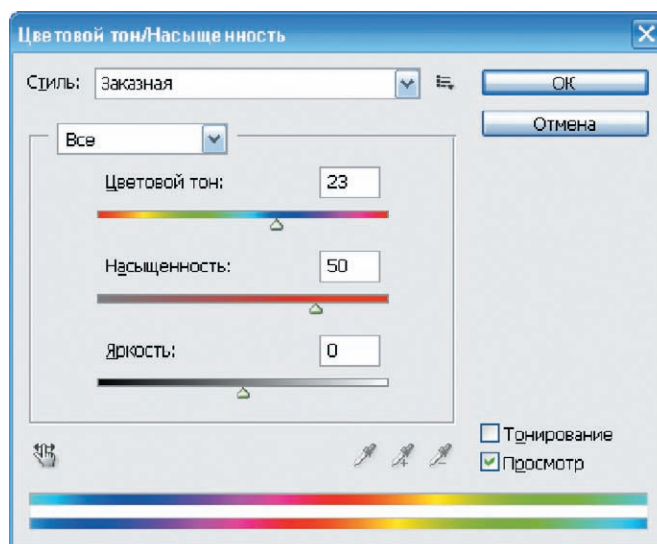 Цветовой тон/Насыщенность
Стиль: Заказная
ОК
Отмена
Все
Цветовой тон: 23
Насыщенность: 50
Яркость: 0
Тонирование
Просмотр